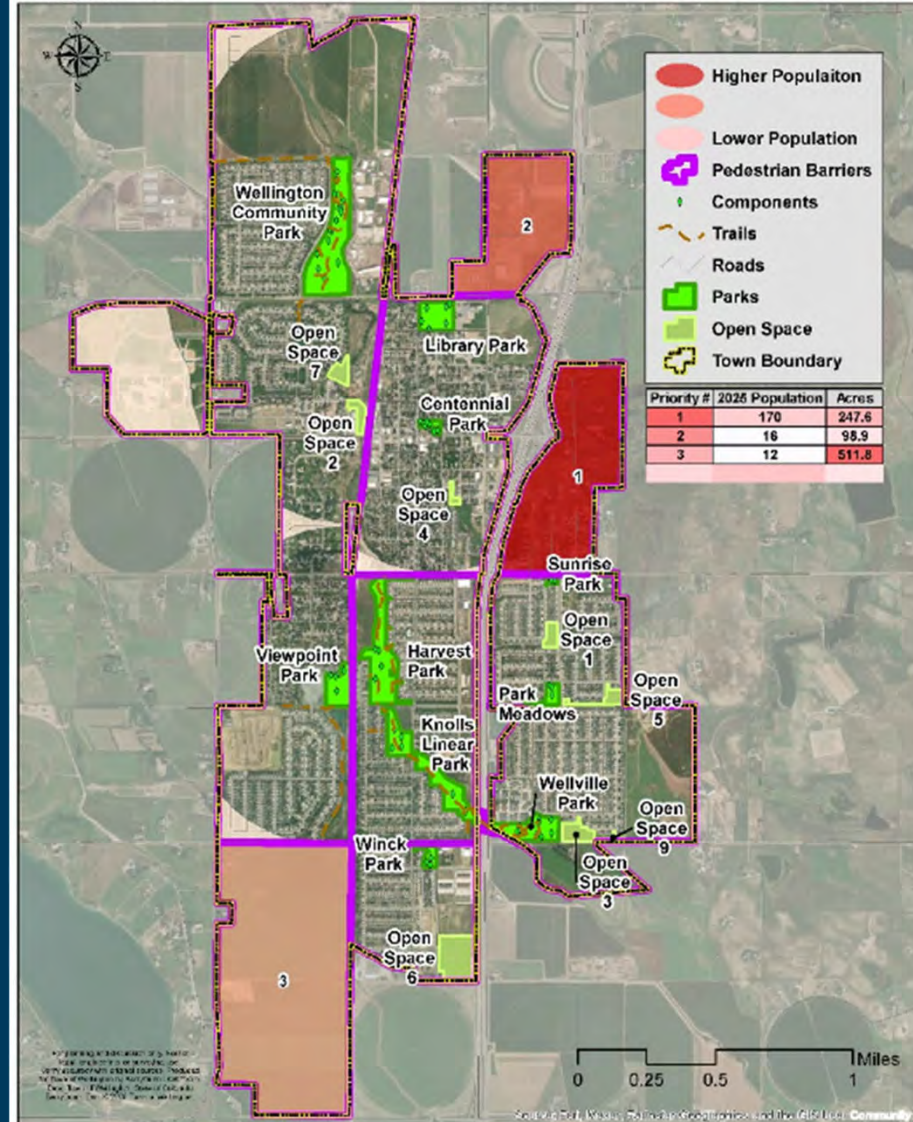 N
W
E
S
Higher Populaiton
Lower Population
Pedestrian Barriers
Components
Trails
Roads
Parks
Open Space
Town Boundary
Priority # 2025 Population Acres
1 170 247.6
2 16 98.9
3 12 511.8
Wellington
Community
Park
2
Open
Space
7
Library Park
Centennial
Park
Open
Space
2
1
Open
Space
4
Sunrise
Park
Open
Space
1
Viewpoint
Park
Harvest
Park
Park
Meadows
Open
Space
5
Knolls
Linear
Park
Wellville
Park
Open
Space
9
Winck
Park
Open
Space
3
Open
Space
6
3
Miles
0 0.25 0.5 1
Community